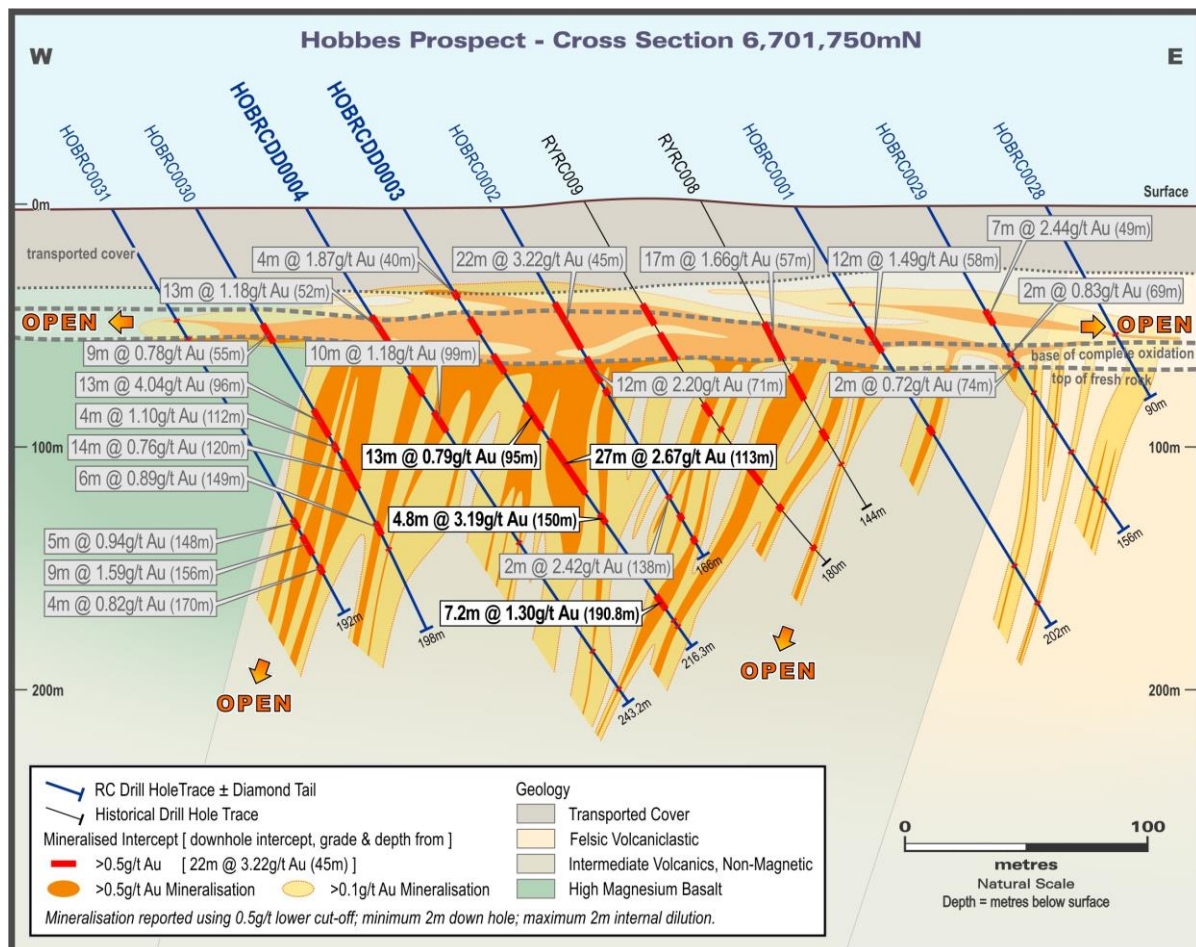 Hobbes Prospect - Cross Section 6,701,750mN
W
E
HOBRC0031
HOBRC0030
HOBRCDD0004
HOBRCDD0003
HOBRC0002
RYRC009
RYRC008
HOBRC0001
HOBRC0029
HOBRC0028
0m
Surface
transported cover
4m @ 1.87g/t Au (40m)
22m @ 3.22g/t Au (45m)
17m @ 1.66g/t Au (57m)
12m @ 1.49g/t Au (58m)
7m @ 2.44g/t Au (49m)
13m @ 1.18g/t Au (52m)
2m @ 0.83g/t Au (69m)
OPEN
OPEN
9m @ 0.78g/t Au (55m)
10m @ 1.18g/t Au (99m)
base of complete oxidation
13m @ 4.04g/t Au (96m)
12m @ 2.20g/t Au (71m)
2m @ 0.72g/t Au (74m)
top of fresh rock
4m @ 1.10g/t Au (112m)
90m
100m
100m
14m @ 0.76g/t Au (120m)
13m @ 0.79g/t Au (95m)
27m @ 2.67g/t Au (113m)
6m @ 0.89g/t Au (149m)
144m
4.8m @ 3.19g/t Au (150m)
156m
5m @ 0.94g/t Au (148m)
9m @ 1.59g/t Au (156m)
2m @ 2.42g/t Au (138m)
166m
180m
4m @ 0.82g/t Au (170m)
7.2m @ 1.30g/t Au (190.8m)
192m
198m
216.3m
202m
OPEN
OPEN
200m
200m
243.2m
RC Drill HoleTrace ± Diamond Tail
Historical Drill Hole Trace
Mineralised Intercept [ downhole intercept, grade & depth from ]
>0.5g/t Au [ 22m @ 3.22g/t Au (45m) ]
>0.5g/t Au Mineralisation >0.1g/t Au Mineralisation
Mineralisation reported using 0.5g/t lower cut-off; minimum 2m down hole; maximum 2m internal dilution.
Geology
Transported Cover
Felsic Volcaniclastic
Intermediate Volcanics, Non-Magnetic
High Magnesium Basalt
0 100
metres
Natural Scale
Depth = metres below surface